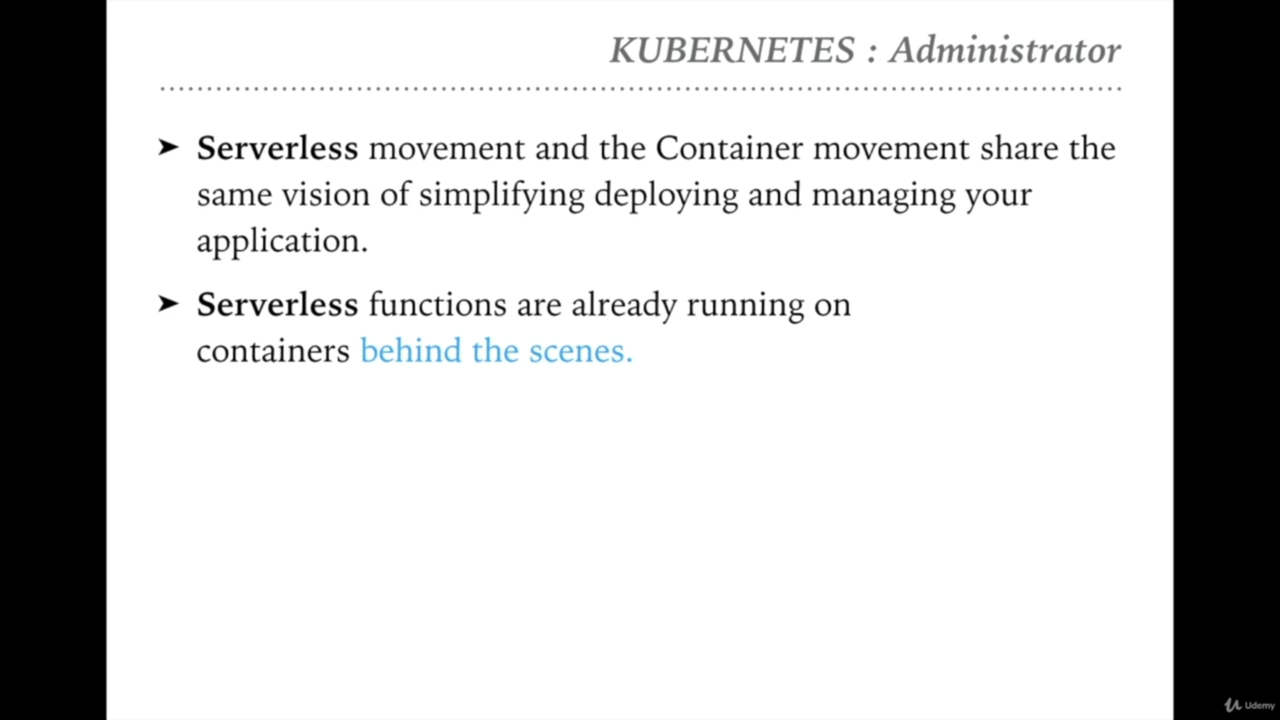 KUBERNETES : Administrator
➤ Serverless movement and the Container movement share the
same vision of simplifying deploying and managing your
application.
➤ Serverless functions are already running on
containers behind the scenes.
Udemy